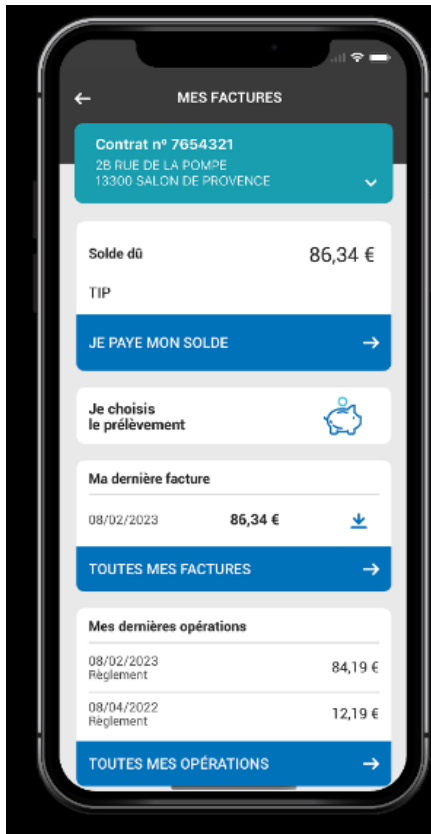 MES FACTURES
Contrat nº 7654321
2B RUE DE LA POMPE
13300 SALON DE PROVENCE
Solde dû 86,34 €
TIP
JE PAYE MON SOLDE
Je choisis
le prélèvement
Ma dernière facture
08/02/2023 86,34 €
TOUTES MES FACTURES
Mes dernières opérations
08/02/2023
Règlement 84,19 €
08/04/2022
Règlement 12,19 €
TOUTES MES OPÉRATIONS